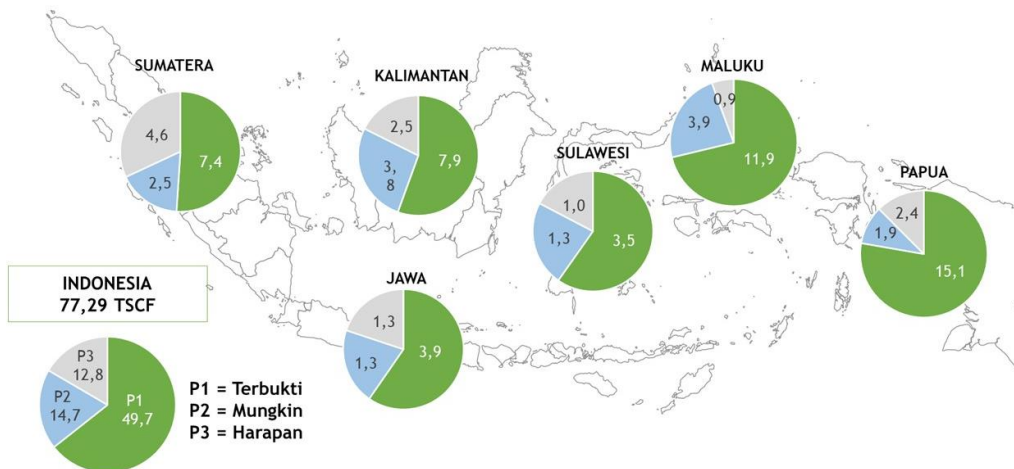 SUMATERA
4,6
7,4
2,5
KALIMANTAN
2,5
7,9
3,
8
SULAWESI
1,0
1,3
3,5
MALUKU
0,9
3,9
11,9
PAPUA
2,4
1,9
15,1
JAWA
1,3
3,9
1,3
INDONESIA
77,29 TSCF
P3
12,8
P2
14,7
P1
49,7
P1 = Terbukti
P2 = Mungkin
P3 = Harapan